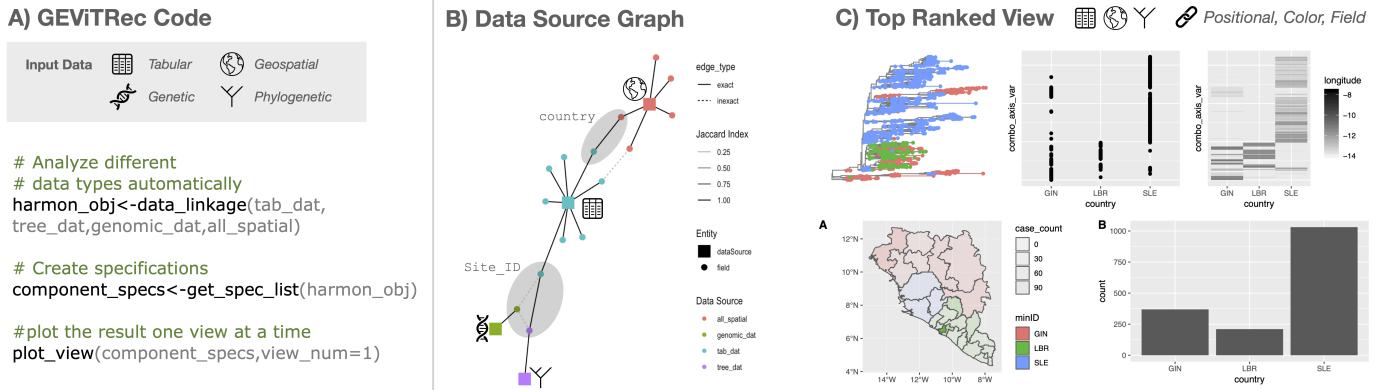 A) GEViTRec Code
Input Data
Tabular
Geospatial
Genetic
Phylogenetic
# Analyze different
# data types automatically
harmon_obj<-data_linkage(tab_dat,
tree_dat,genomic_dat,all_spatial)
# Create specifications
component_specs<-get_spec_list(harmon_obj)
#plot the result one view at a time
plot_view(component_specs,view_num=1)
B) Data Source Graph
country
Site_ID
edge_type
exact
inexact
Jaccard Index
0.25
0.50
0.75
1.00
Entity
dataSource
field
Data Source
all_spatial
genomic_dat
tab_dat
tree_dat
C) Top Ranked View
Positional, Color, Field
combo_axis_var
GIN
LBR
SLE
country
combo_axis_var
GIN
LBR
SLE
country
longitude
−8
−10
−12
−14
A
12°N
10°N
8°N
6°N
4°N
14°W
12°W
10°W
8°W
case_count
0
30
60
90
minID
GIN
LBR
SLE
B
count
1000
750
500
250
0
GIN
LBR
SLE
country